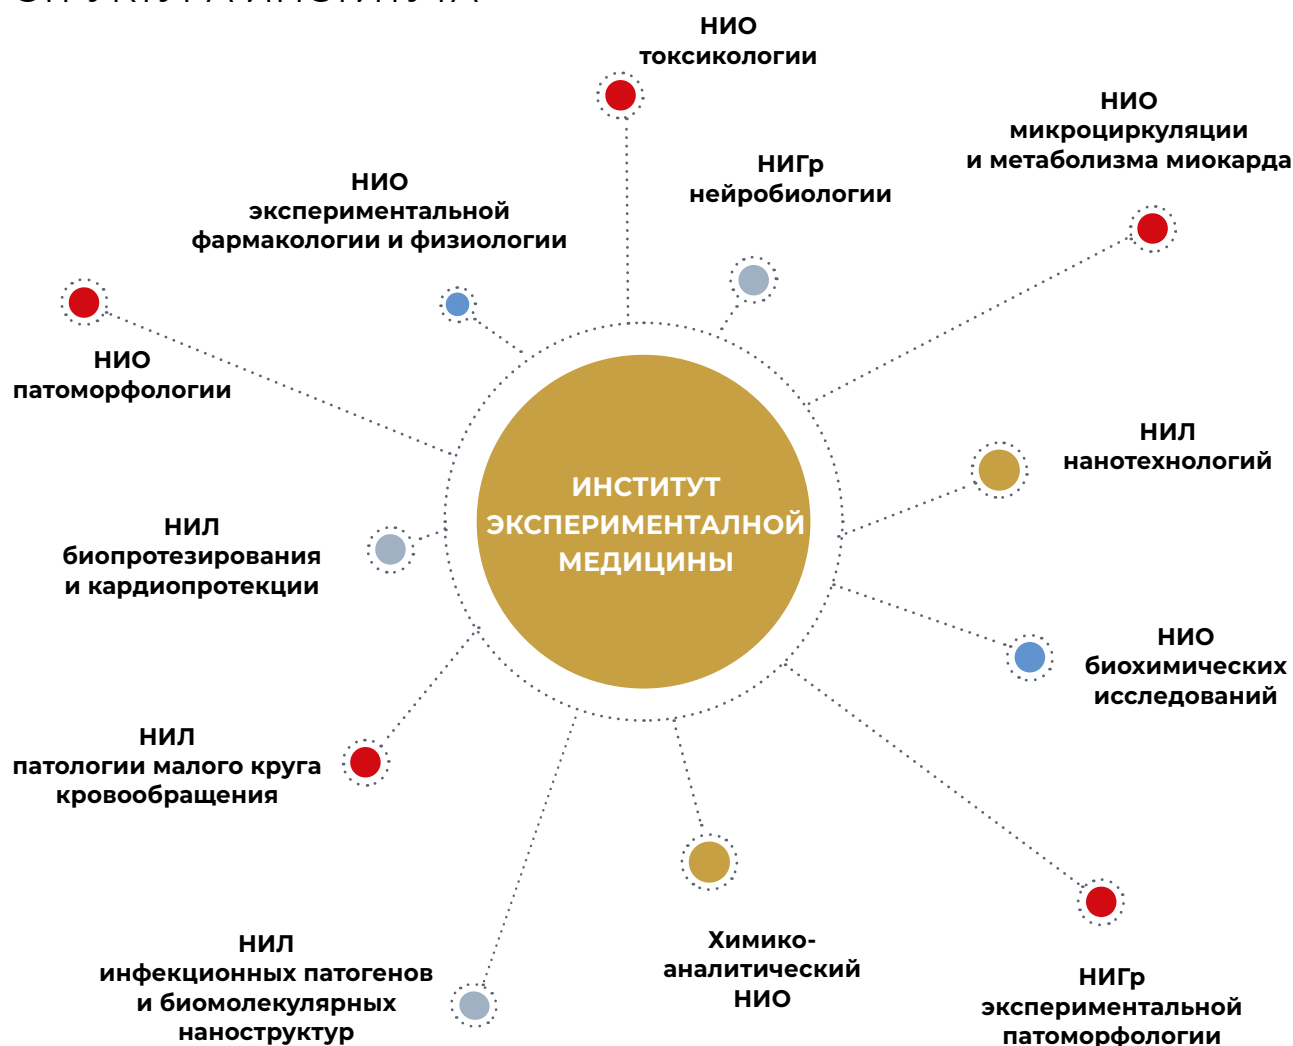 СТРУКТУРА ИНСТИТУТА
НИО
токсикологии
НИО
микроциркуляции
и метаболизма миокарда
НИГр
нейробиологии
НИО
экспериментальной
фармакологии и физиологии
НИО
патоморфологии
НИЛ
нанотехнологий
ИНСТИТУТ
ЭКСПЕРИМЕНТАЛНОЙ
МЕДИЦИНЫ
НИЛ
биопротезирования
и кардиопротекции
НИО
биохимических
исследований
НИЛ
патологии малого круга
кровообращения
Химико-
аналитический
НИО
НИЛ
инфекционных патогенов
и биомолекулярных
наноструктур
НИГр
экспериментальной
патоморфологии